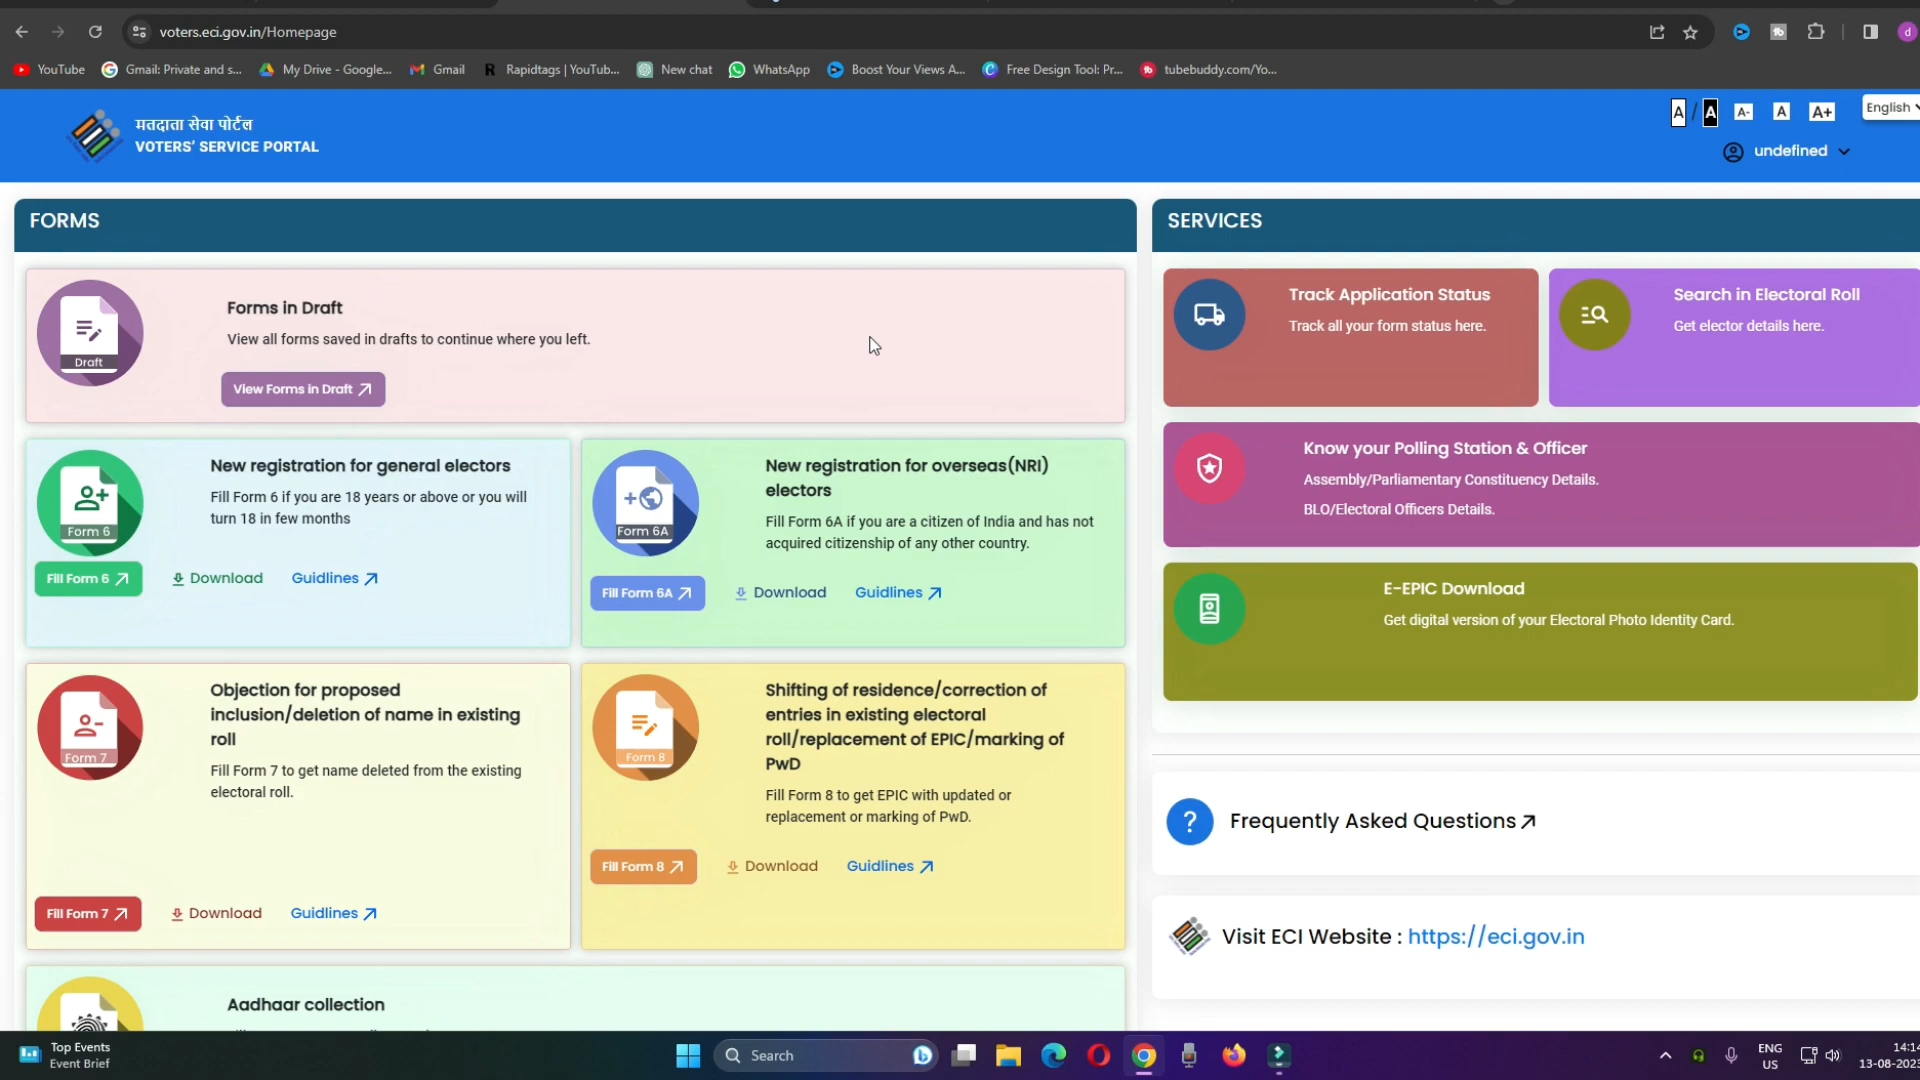 voters.eci.gov.in/Homepage
YouTube
Gmail: Private and s...
My Drive - Google...
Gmail
Rapidtags | YouTub...
New chat
WhatsApp
Boost Your Views A...
Free Design Tool: Pr...
tubebuddy.com/Yo...
मतदाता सेवा पोर्टल
VOTERS' SERVICE PORTAL
A / A A- A A+ English
undefined
FORMS
Forms in Draft
View all forms saved in drafts to continue where you left.
Draft
View Forms in Draft
New registration for general electors
Fill Form 6 if you are 18 years or above or you will
turn 18 in few months
Form 6
Fill Form 6
Download
Guidlines
New registration for overseas(NRI)
electors
Fill Form 6A if you are a citizen of India and has not
acquired citizenship of any other country.
Form 6A
Fill Form 6A
Download
Guidlines
Objection for proposed
inclusion/deletion of name in existing
roll
Fill Form 7 to get name deleted from the existing
electoral roll.
Form 7
Fill Form 7
Download
Guidlines
Shifting of residence/correction of
entries in existing electoral
roll/replacement of EPIC/marking of
PwD
Fill Form 8 to get EPIC with updated or
replacement or marking of PwD.
Form 8
Fill Form 8
Download
Guidlines
Aadhaar collection
SERVICES
Track Application Status
Track all your form status here.
Search in Electoral Roll
Get elector details here.
Know your Polling Station & Officer
Assembly/Parliamentary Constituency Details.
BLO/Electoral Officers Details.
E-EPIC Download
Get digital version of your Electoral Photo Identity Card.
?
Frequently Asked Questions
Visit ECI Website : https://eci.gov.in
Top Events
Event Brief
Search
ENG
US
14:14
13-08-2023